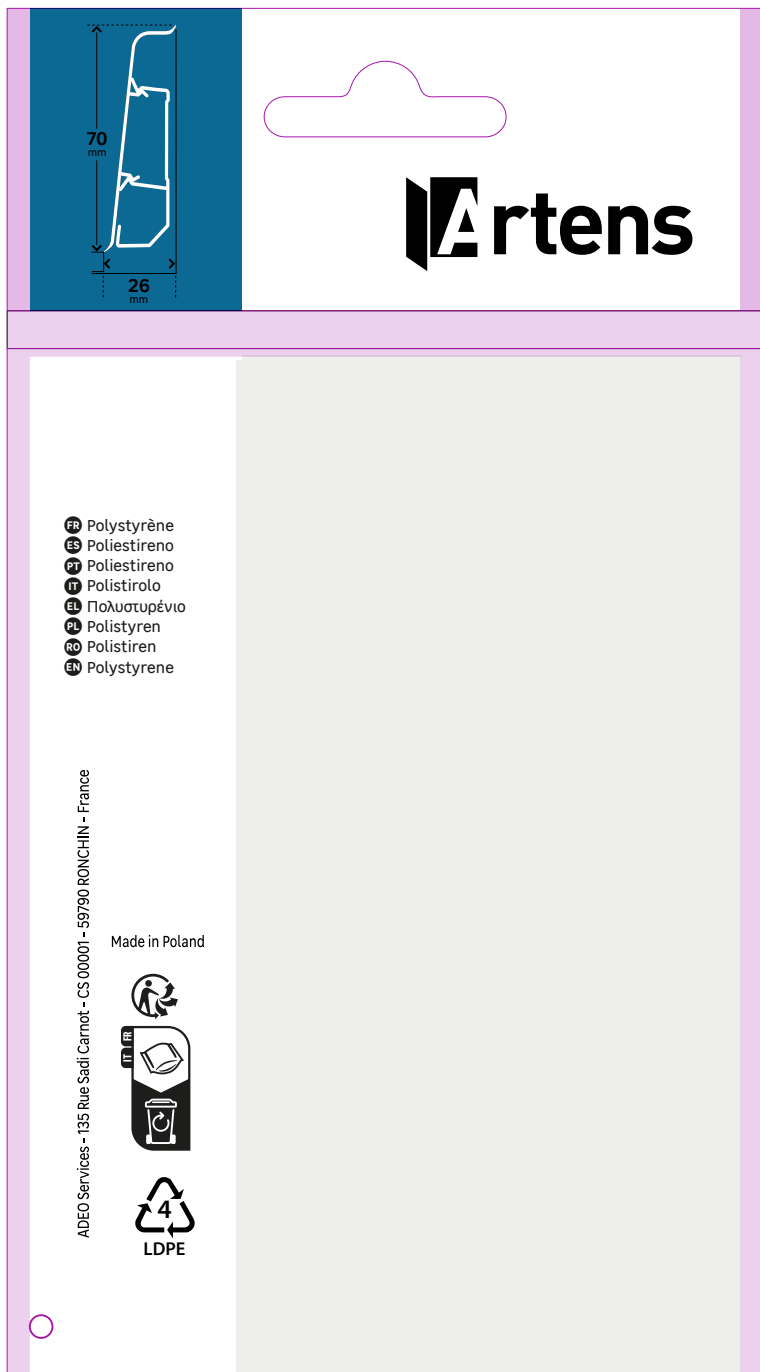 70
mm
26
mm
Artens
FR Polystyrène
ES Poliestireno
PT Poliestireno
IT Polistirolo
EL Πολυστυρένιο
PL Polistyren
RO Polistiren
EN Polystyrene
ADEO Services - 135 Rue Sadi Carnot - CS 00001 - 59790 RONCHIN - France
Made in Poland
FR
IT
4
LDPE